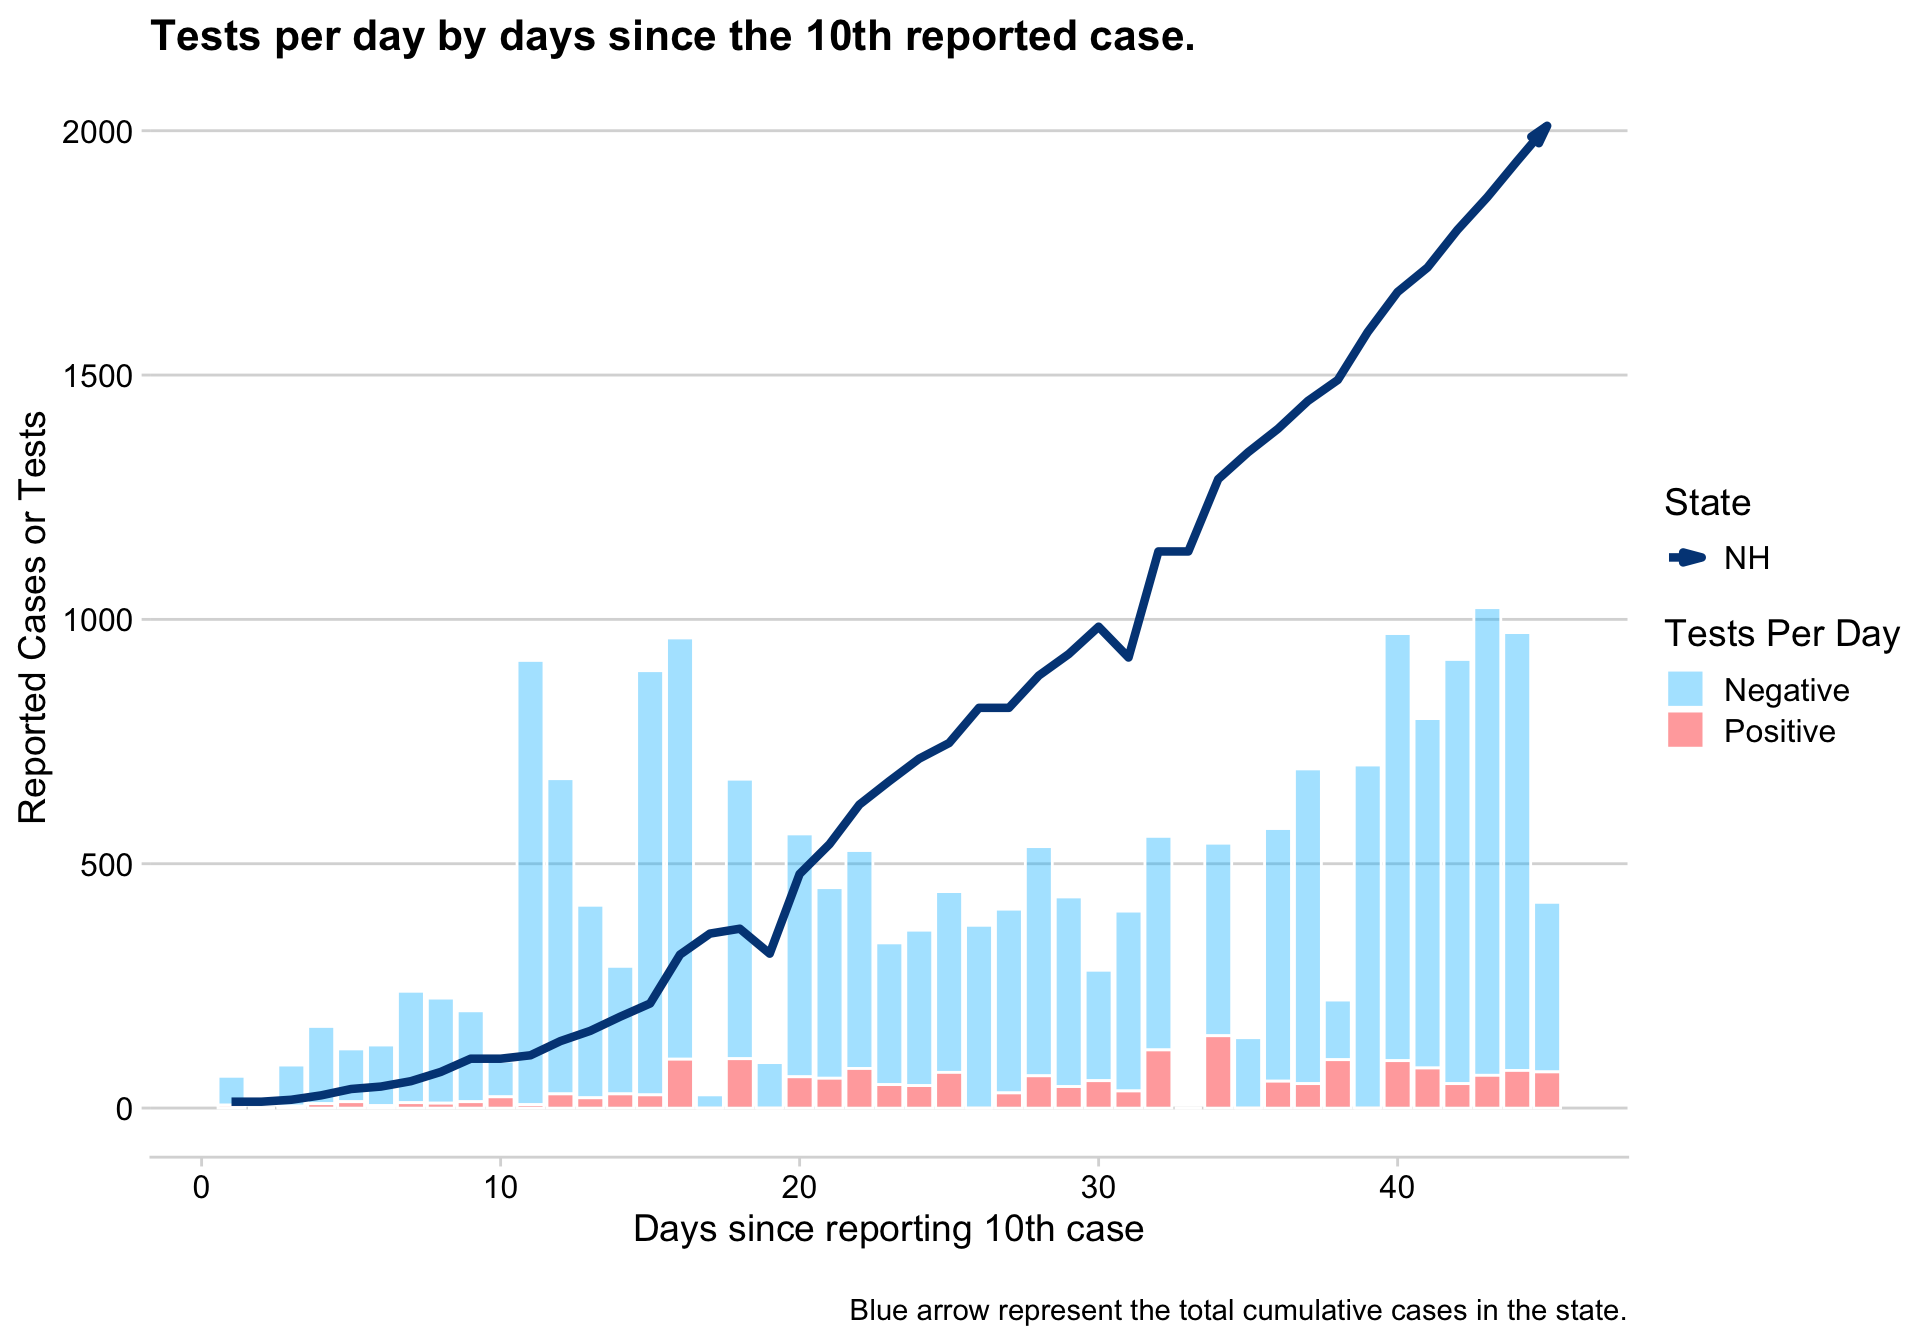 Tests per day by days since the 10th reported case.
2000
1500
1000
500
0
Reported Cases or Tests
0 10 20 30 40
Days since reporting 10th case
State
NH
Tests Per Day
Negative
Positive
Blue arrow represent the total cumulative cases in the state.